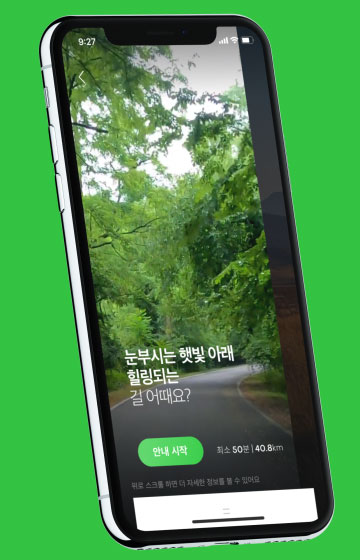 9:27
눈부시는 햇빛 아래
힐링되는
길 어때요?
안내 시작
최소 50분 | 40.8km
위로 스크롤 하면 더 자세한 정보를 볼 수 있어요